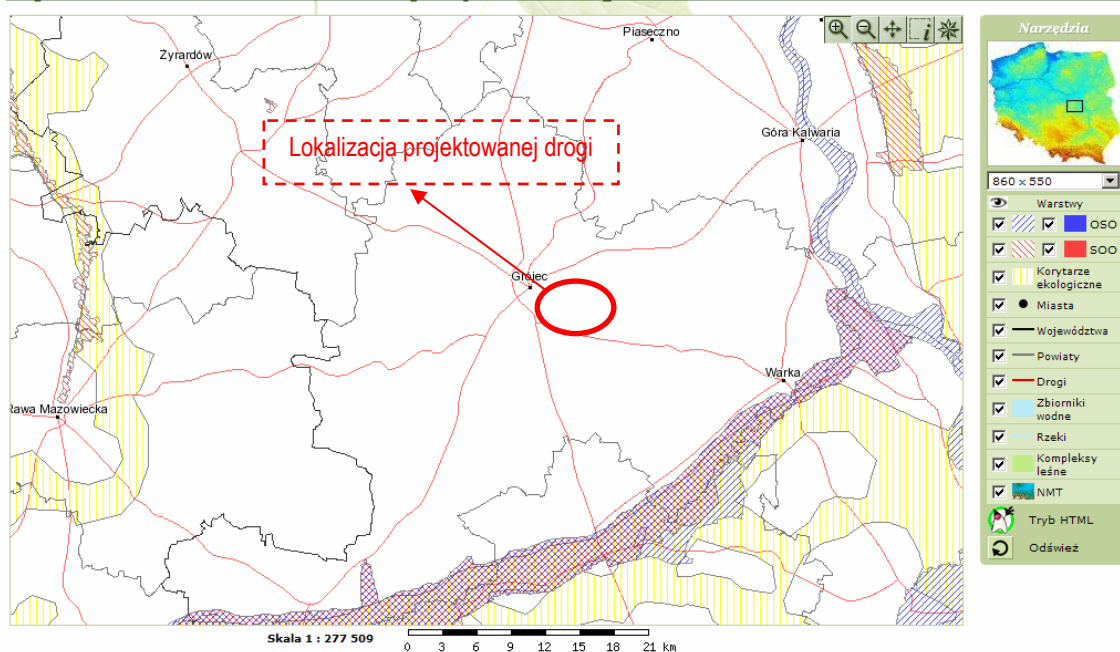 Piaseczno
Żyrardów
Góra Kalwaria
Lokalizacja projektowanej drogi
Grójec
Warka
Rawa Mazowiecka
Skala 1 : 277 509
0 3 6 9 12 15 18 21 km
Narzędzia
860 x 550
Warstwy
OSO
SOO
Korytarze
ekologiczne
Miasta
Województwa
Powiaty
Drogi
Zbiorniki
wodne
Rzeki
Kompleksy
leśne
NMT
Tryb HTML
Odśwież